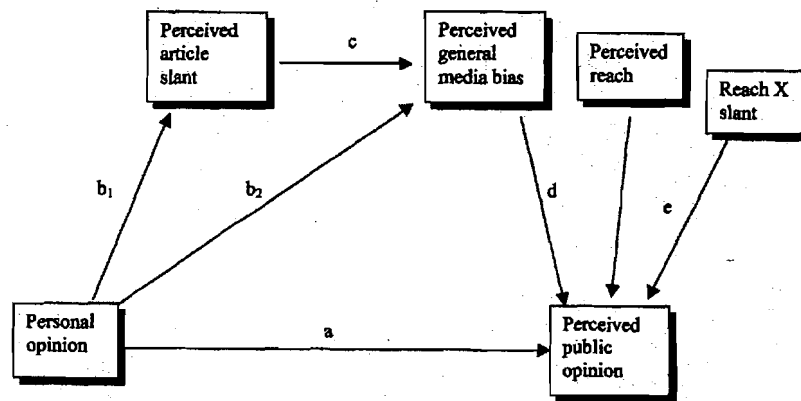 Perceived
article
slant
c
Perceived
general
media bias
Perceived
reach
Reach X
slant
b₁
b₂
d
e
Personal
opinion
a
Perceived
public
opinion